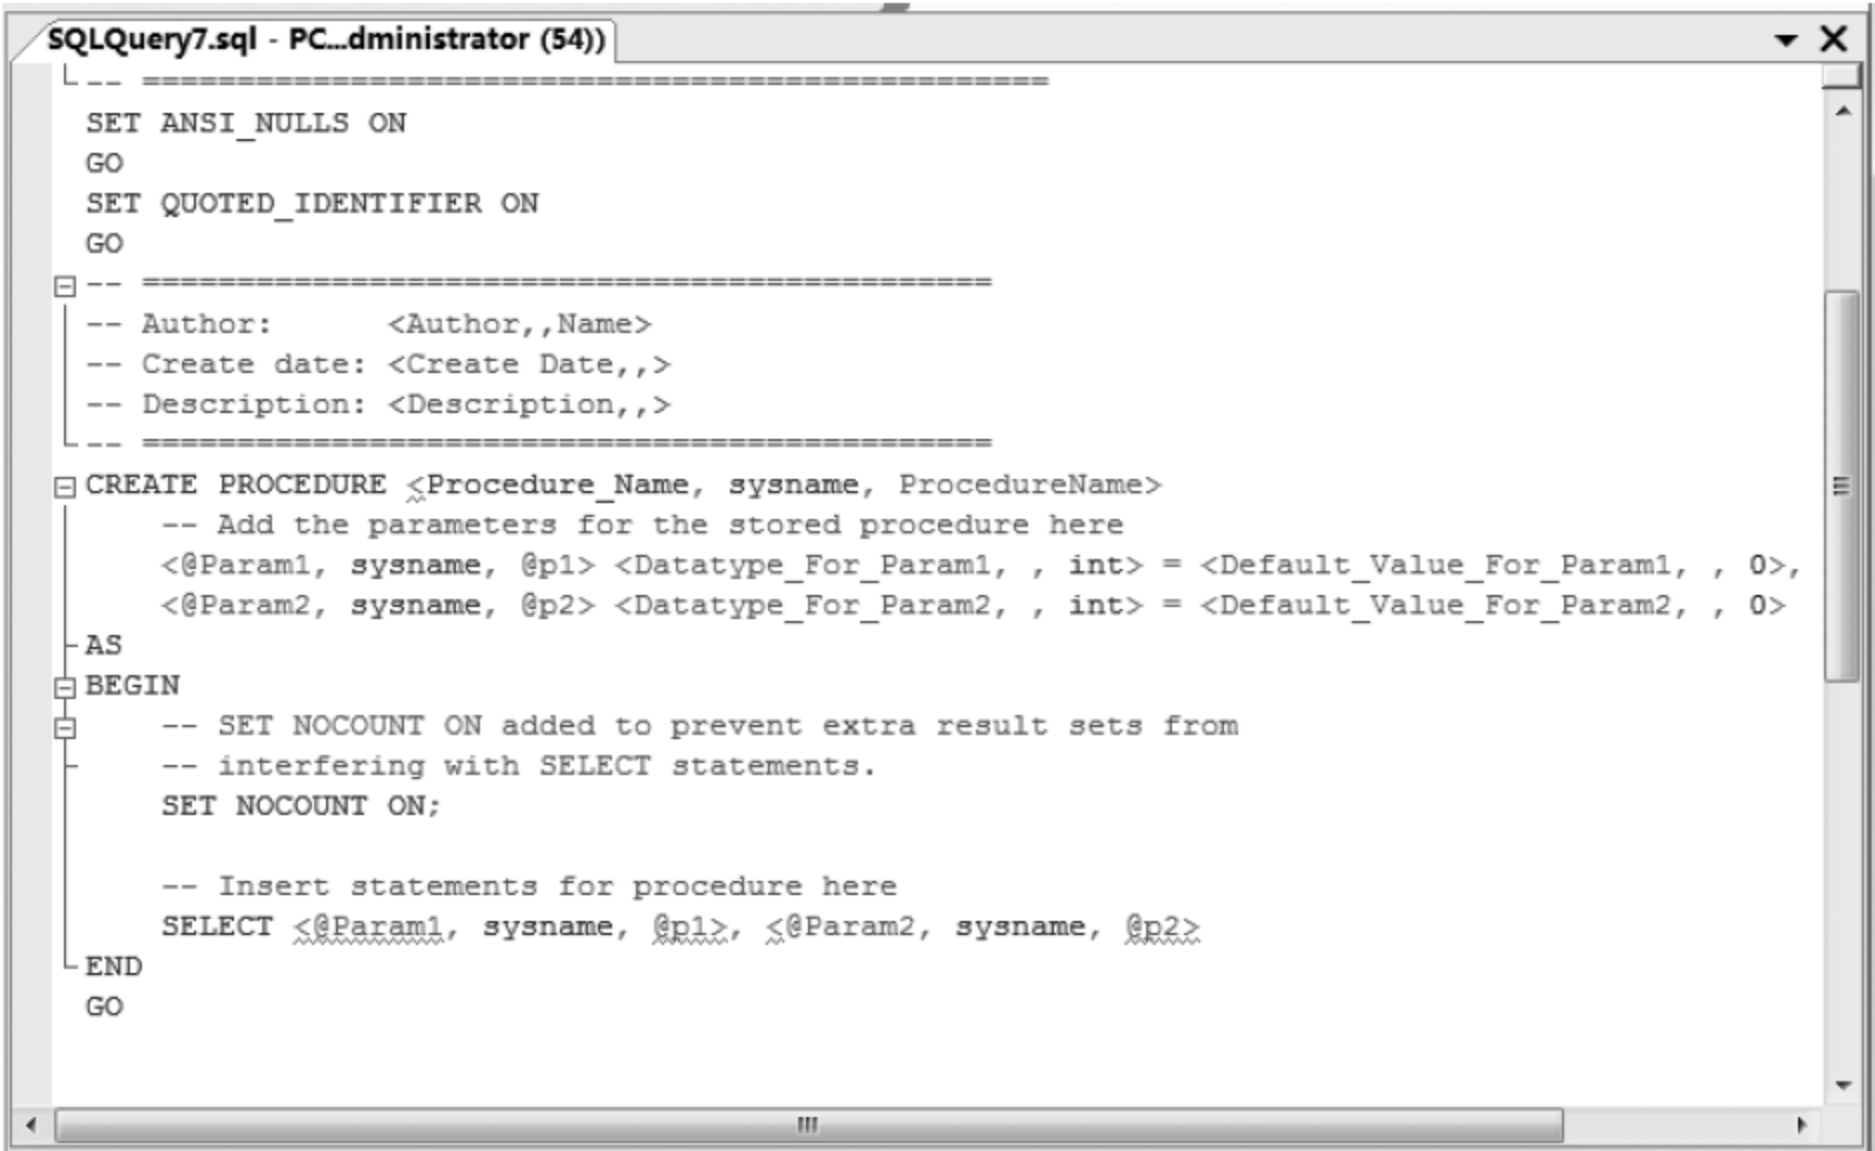 SQLQuery7.sql - PC...dministrator (54))
-- ================================================
SET ANSI_NULLS ON
GO
SET QUOTED_IDENTIFIER ON
GO
-- =============================================
-- Author:      <Author,,Name>
-- Create date: <Create Date,,>
-- Description: <Description,,>
-- =============================================
CREATE PROCEDURE <Procedure_Name, sysname, ProcedureName>
    -- Add the parameters for the stored procedure here
    <@Param1, sysname, @p1> <Datatype_For_Param1, , int> = <Default_Value_For_Param1, , 0>,
    <@Param2, sysname, @p2> <Datatype_For_Param2, , int> = <Default_Value_For_Param2, , 0>
AS
BEGIN
    -- SET NOCOUNT ON added to prevent extra result sets from
    -- interfering with SELECT statements.
    SET NOCOUNT ON;
    -- Insert statements for procedure here
    SELECT <@Param1, sysname, @p1>, <@Param2, sysname, @p2>
END
GO